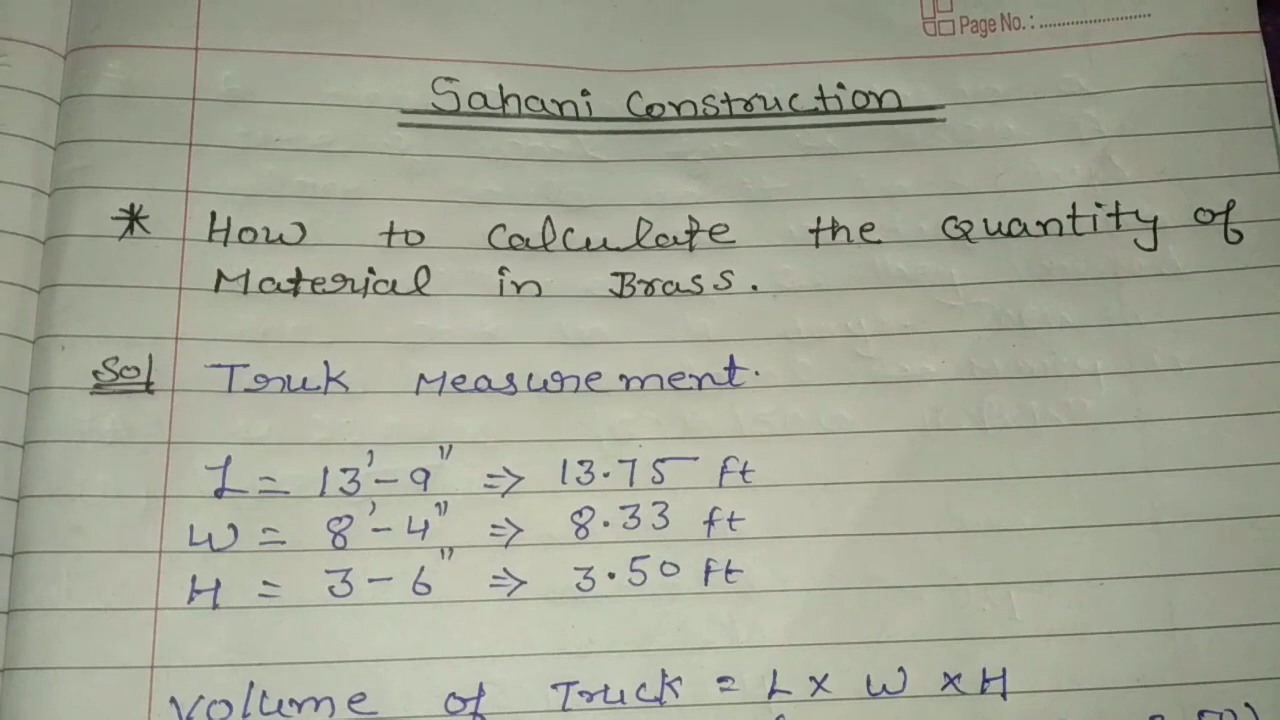 Page No. : ........................
Sahani Construction
* How to Calculate the Quantity of
Material in Brass.
Sol Truk Measurement.
L = 13'-9" ⇒ 13.75 ft
W = 8'-4" ⇒ 8.33 ft
H = 3-6" ⇒ 3.50 ft
Volume of Truck = L x W x H